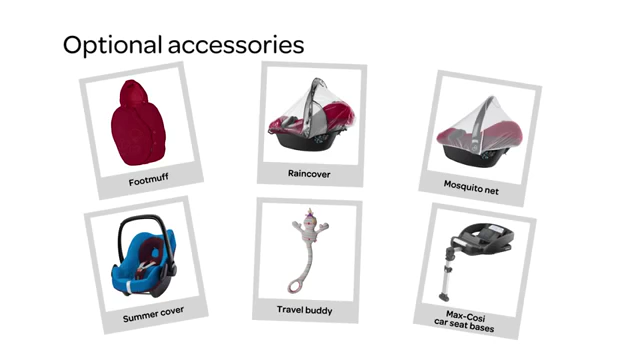 Optional accessories
Footmuff
Raincover
Mosquito net
Summer cover
Travel buddy
Max-Cosi
car seat bases